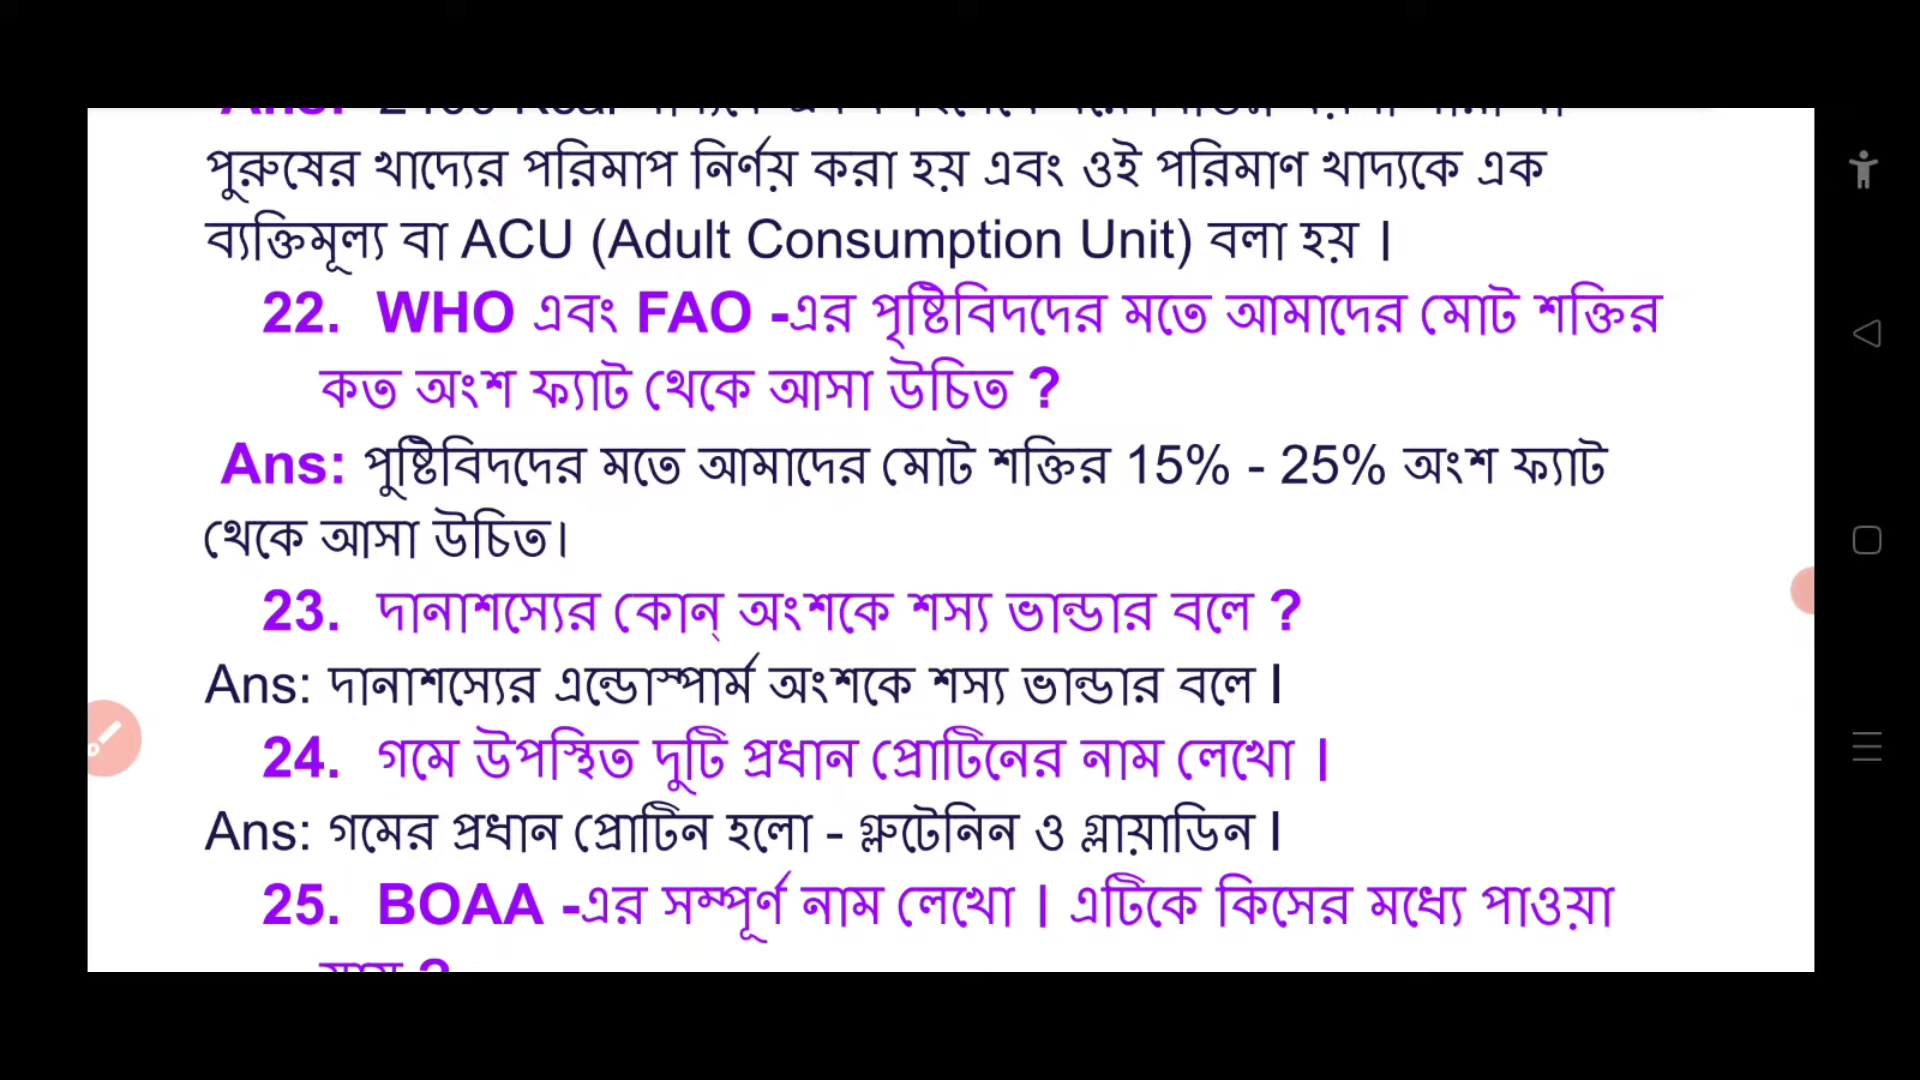 পুরুষের খাদ্যের পরিমাপ নির্ণয় করা হয় এবং ওই পরিমাণ খাদ্যকে এক
ব্যক্তিমূল্য বা ACU (Adult Consumption Unit) বলা হয় |
22. WHO এবং FAO -এর পৃষ্টিবিদদের মতে আমাদের মোট শক্তির
কত অংশ ফ্যাট থেকে আসা উচিত ?
Ans: পুষ্টিবিদদের মতে আমাদের মোট শক্তির 15% - 25% অংশ ফ্যাট
থেকে আসা উচিত।
23. দানাশস্যের কোন্ অংশকে শস্য ভান্ডার বলে ?
Ans: দানাশস্যের এন্ডোস্পার্ম অংশকে শস্য ভান্ডার বলে l
24. গমে উপস্থিত দুটি প্রধান প্রোটিনের নাম লেখো |
Ans: গমের প্রধান প্রোটিন হলো - গ্লুটেনিন ও গ্লায়াডিন l
25. BOAA -এর সম্পূর্ণ নাম লেখো | এটিকে কিসের মধ্যে পাওয়া